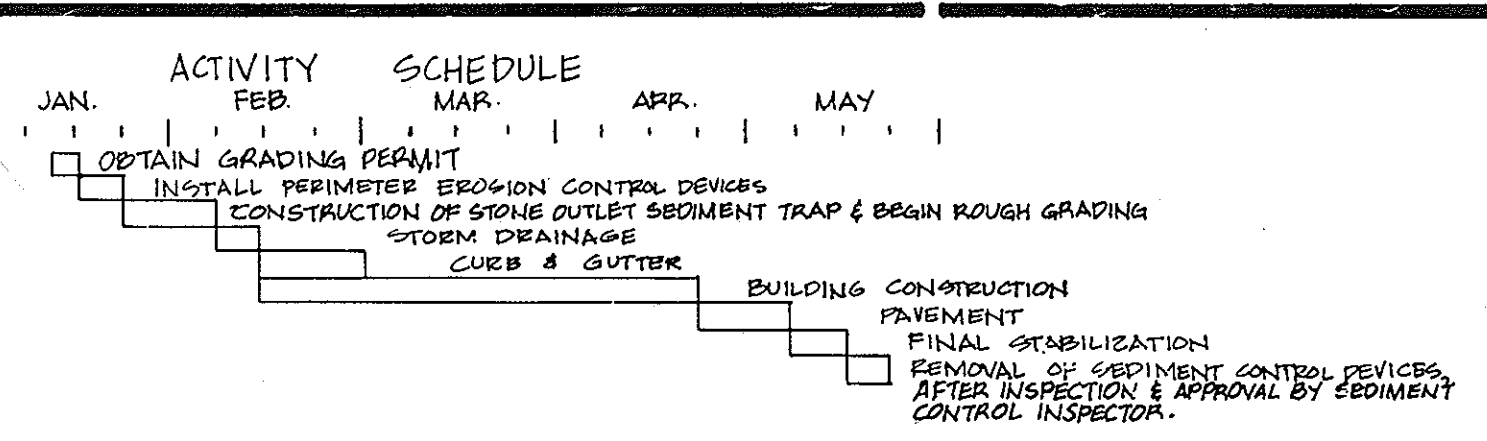 ACTIVITY SCHEDULE
JAN. FEB. MAR. APR. MAY
OBTAIN GRADING PERMIT
INSTALL PERIMETER EROSION CONTROL DEVICES
CONSTRUCTION OF STONE OUTLET SEDIMENT TRAP & BEGIN ROUGH GRADING
STORM DRAINAGE
CURB & GUTTER
BUILDING CONSTRUCTION
PAVEMENT
FINAL STABILIZATION
REMOVAL OF SEDIMENT CONTROL DEVICES,
AFTER INSPECTION & APPROVAL BY SEDIMENT
CONTROL INSPECTOR.